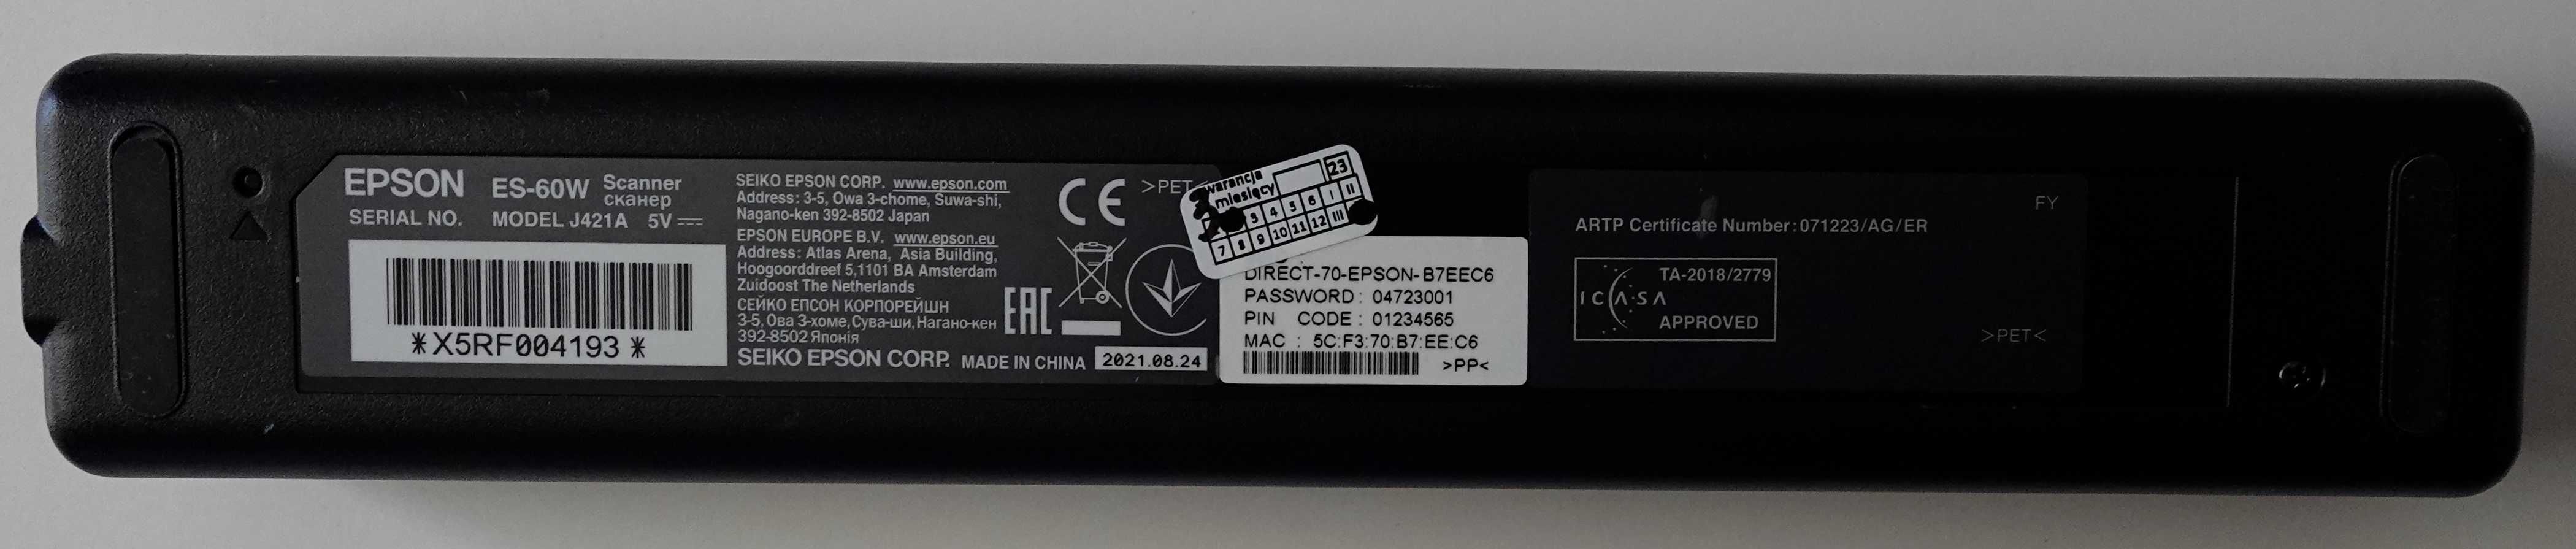 EPSON ES-60W Scanner
сканер
SERIAL NO. MODEL J421A 5V
*X5RF004193*
SEIKO EPSON CORP. www.epson.com
Address: 3-5, Owa 3-chome, Suwa-shi,
Nagano-ken 392-8502 Japan
EPSON EUROPE B.V. www.epson.eu
Address: Atlas Arena, Asia Building,
Hoogoorddreef 5,1101 BA Amsterdam
Zuidoost The Netherlands
СЕЙКО ЕПСОН КОРПОРЕЙШН
3-5, Ова 3-хоме, Сува-ши, Нагано-кен
392-8502 Японія
SEIKO EPSON CORP. MADE IN CHINA 2021.08.24
CE >PET<
EAC
warancja 23
miesięcy
3 4 5 6 I II
7 8 9 10 11 12 III
DIRECT-70-EPSON-B7EEC6
PASSWORD: 04723001
PIN CODE: 01234565
MAC : 5C:F3:70:B7:EE:C6
>PP<
FY
ARTP Certificate Number:071223/AG/ER
TA-2018/2779
ICASA
APPROVED
>PET<